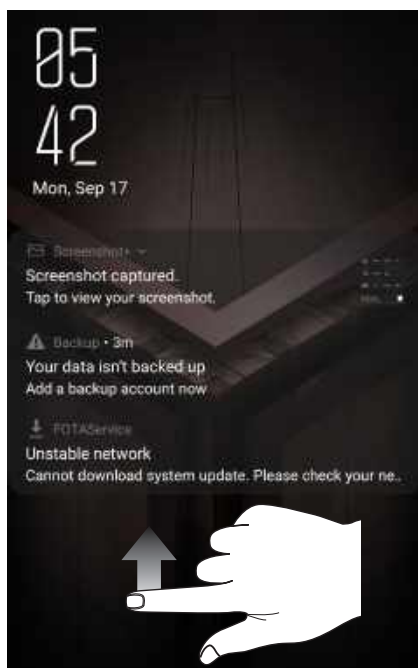 05
42
Mon, Sep 17
Screenshot+
Screenshot captured.
Tap to view your screenshot.
Backup • 3m
Your data isn't backed up
Add a backup account now
FOTAService
Unstable network
Cannot download system update. Please check your ne..